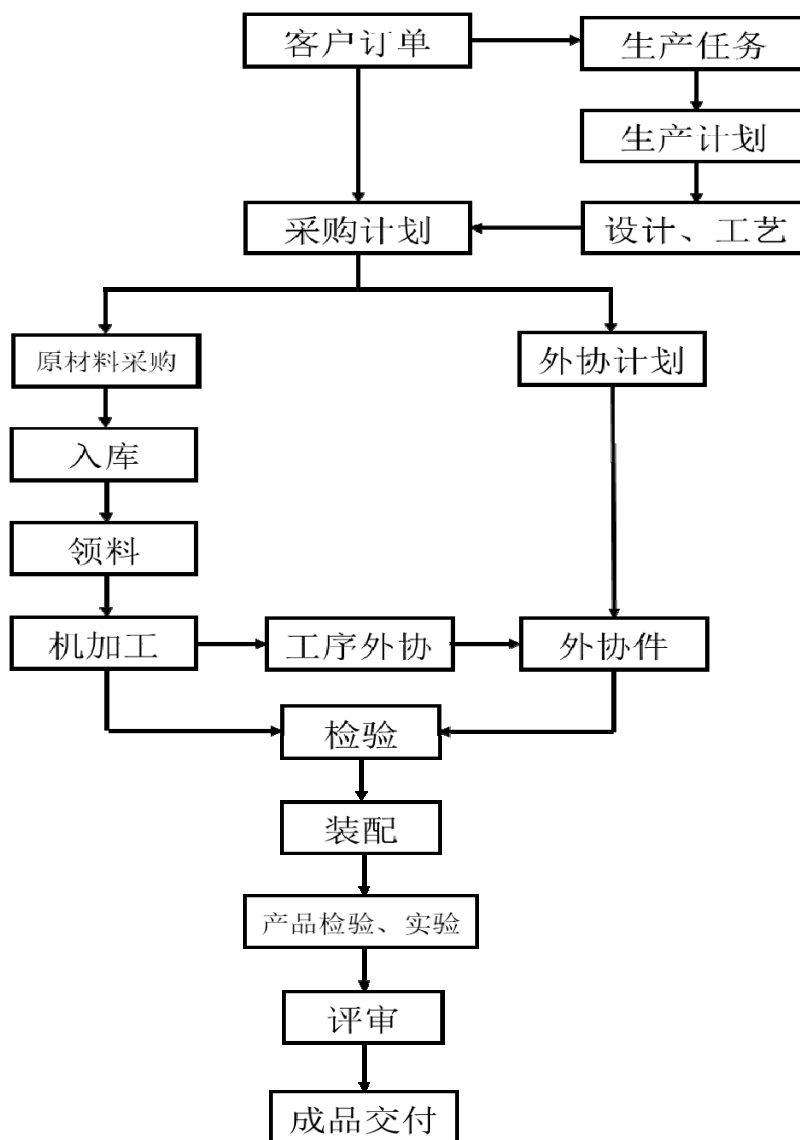 客户订单
生产任务
生产计划
采购计划
设计、工艺
原材料采购
外协计划
入库
领料
机加工
工序外协
外协件
检验
装配
产品检验、实验
评审
成品交付